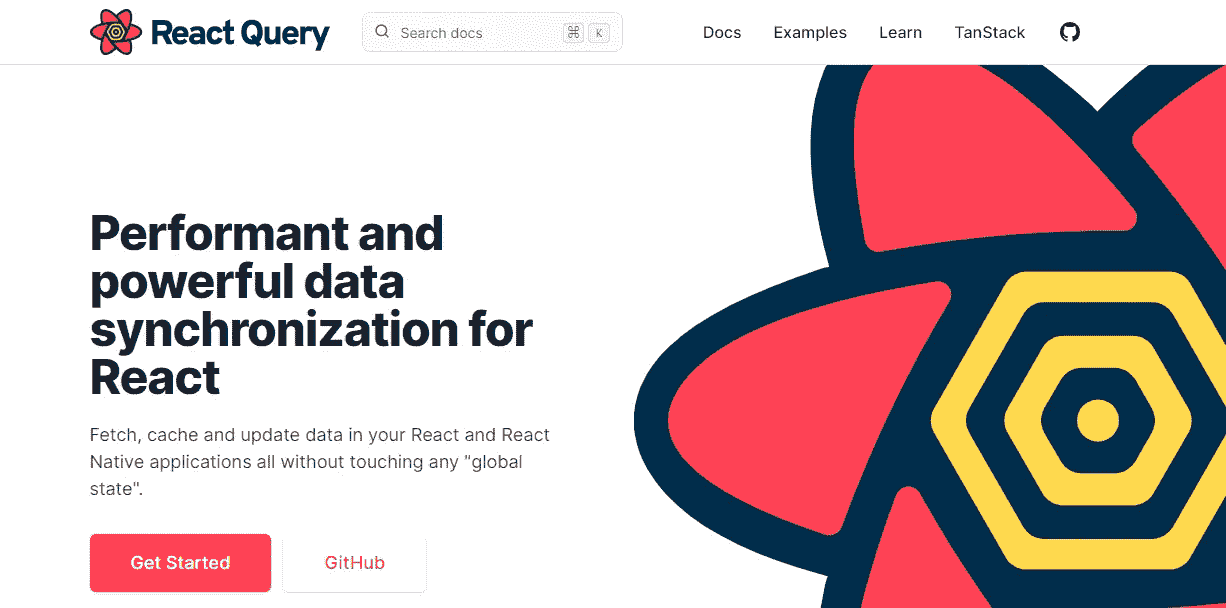 React Query
Search docs
⌘ K
Docs
Examples
Learn
TanStack
Performant and
powerful data
synchronization for
React
Fetch, cache and update data in your React and React
Native applications all without touching any "global
state".
Get Started
GitHub